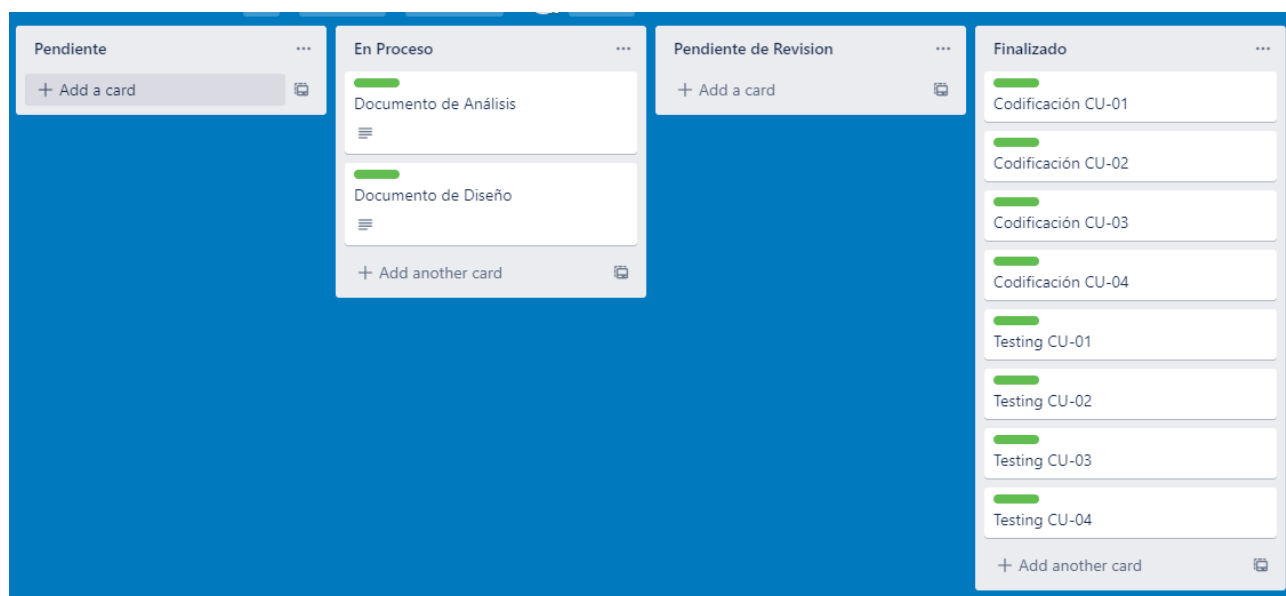 Pendiente
+ Add a card
En Proceso
Documento de Análisis
Documento de Diseño
+ Add another card
Pendiente de Revision
+ Add a card
Finalizado
Codificación CU-01
Codificación CU-02
Codificación CU-03
Codificación CU-04
Testing CU-01
Testing CU-02
Testing CU-03
Testing CU-04
+ Add another card